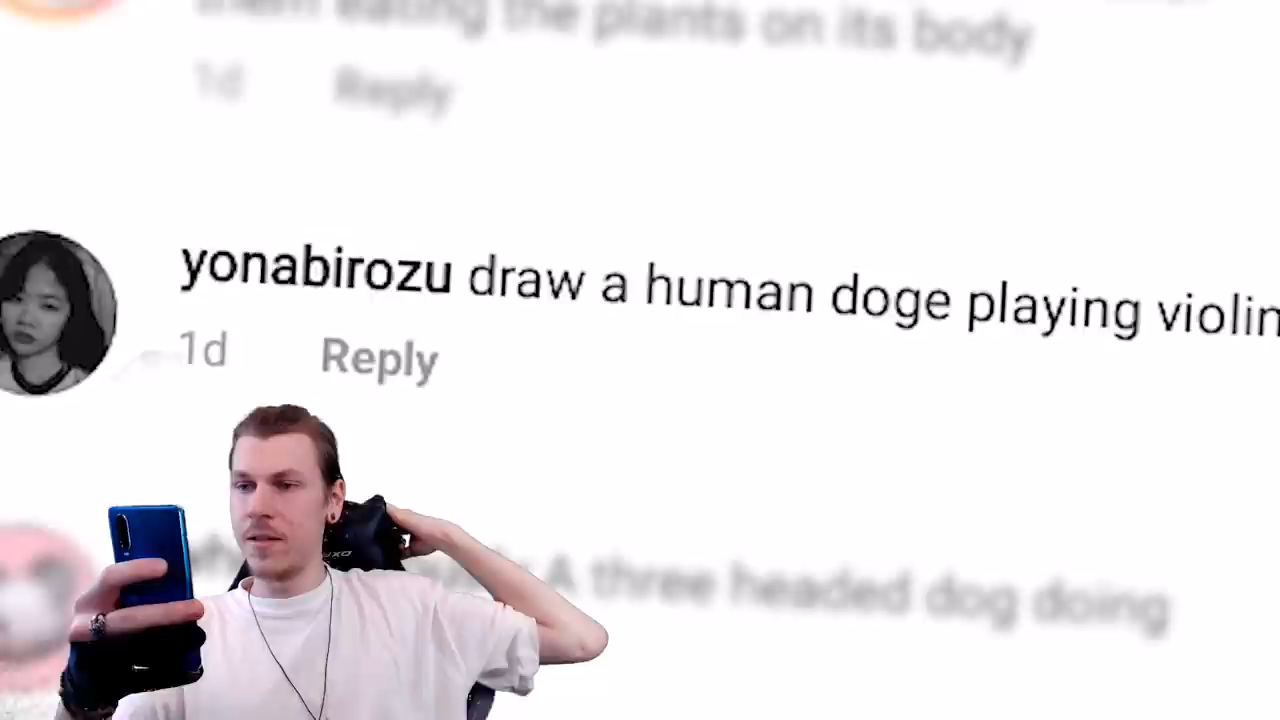 them eating the plants on its body
1d Reply
yonabirozu draw a human doge playing violin
1d Reply
A three headed dog doing